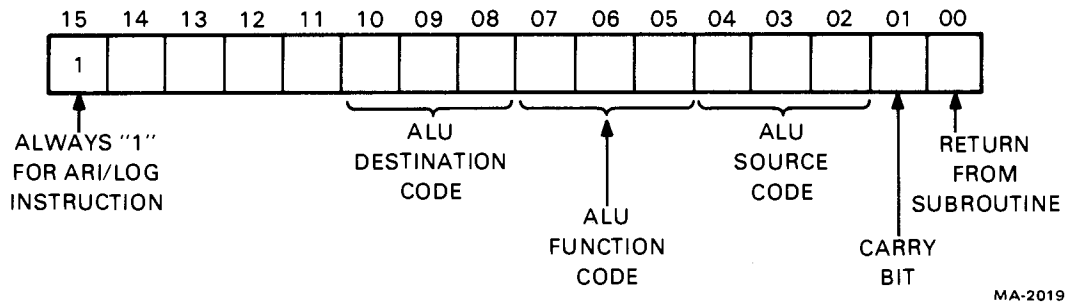 15 14 13 12 11 10 09 08 07 06 05 04 03 02 01 00
1
ALWAYS "1"
FOR ARI/LOG
INSTRUCTION
ALU
DESTINATION
CODE
ALU
FUNCTION
CODE
ALU
SOURCE
CODE
CARRY
BIT
RETURN
FROM
SUBROUTINE
MA-2019